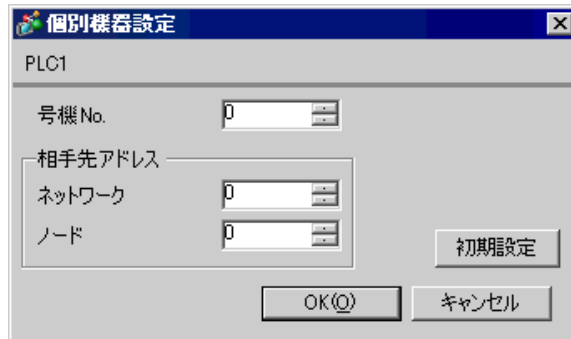 個別機器設定
PLC1
号機No. 0
相手先アドレス
ネットワーク 0
ノード 0
初期設定
OK(O) キャンセル